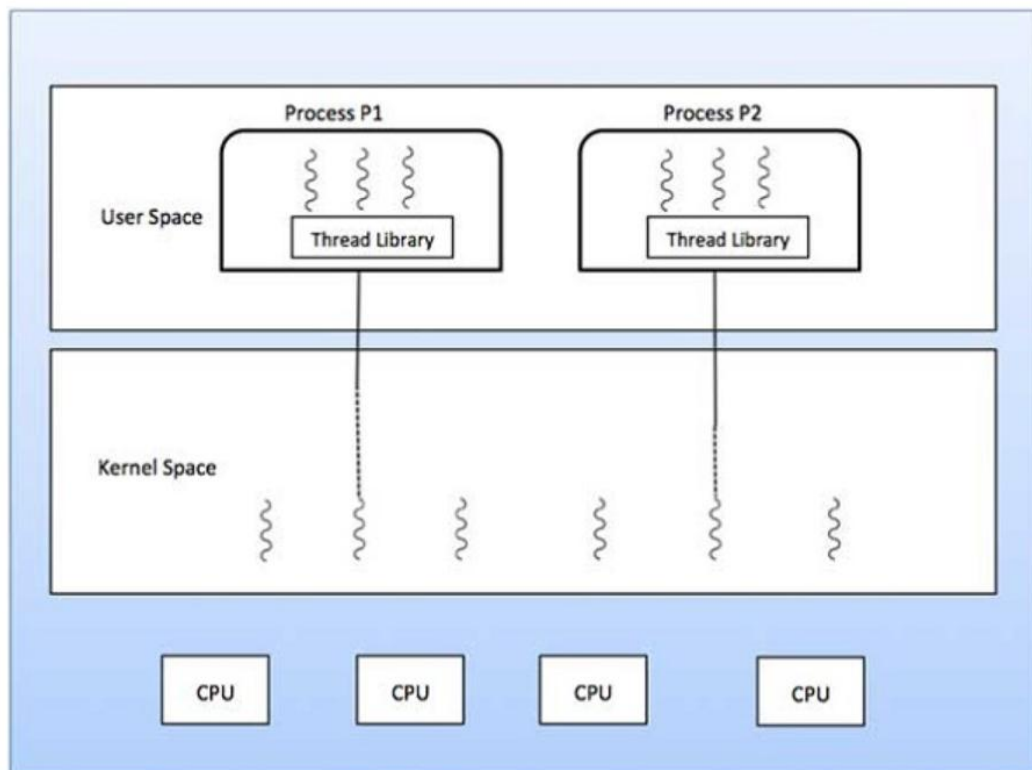 Process P1
Process P2
User Space
Thread Library
Thread Library
Kernel Space
CPU
CPU
CPU
CPU